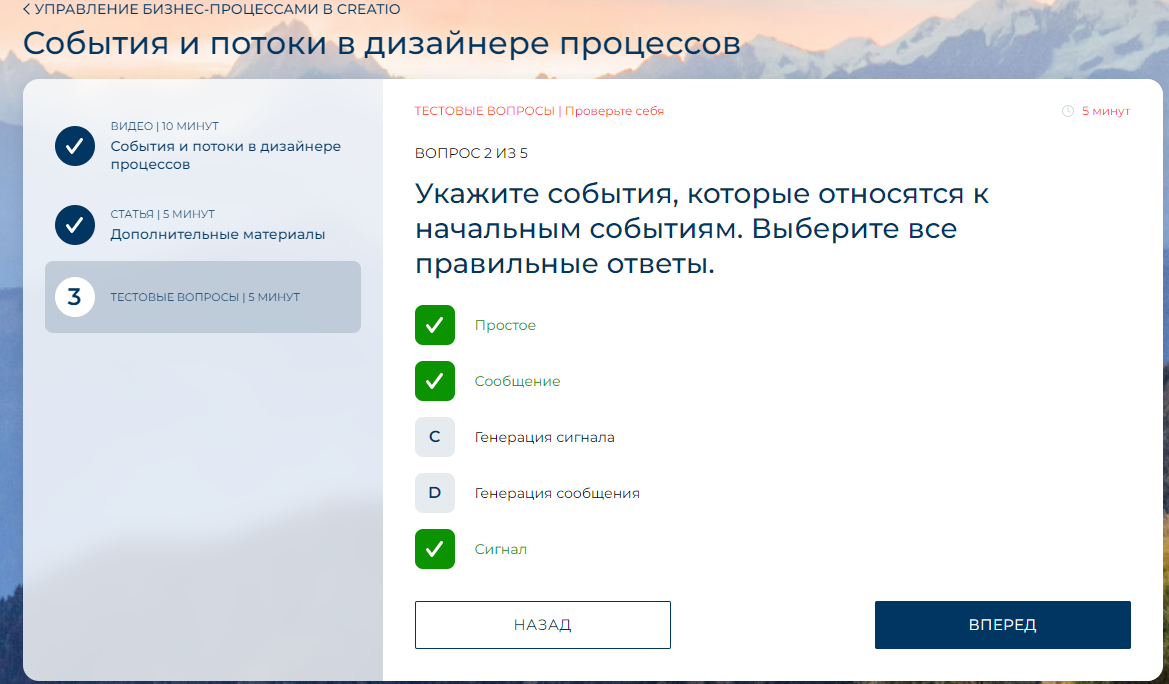 УПРАВЛЕНИЕ БИЗНЕС-ПРОЦЕССАМИ В CREATIO
События и потоки в дизайнере процессов
ВИДЕО | 10 МИНУТ
События и потоки в дизайнере
процессов
СТАТЬЯ | 5 МИНУТ
Дополнительные материалы
3
ТЕСТОВЫЕ ВОПРОСЫ | 5 МИНУТ
ТЕСТОВЫЕ ВОПРОСЫ | Проверьте себя
5 минут
ВОПРОС 2 ИЗ 5
Укажите события, которые относятся к
начальным событиям. Выберите все
правильные ответы.
Простое
Сообщение
C Генерация сигнала
D Генерация сообщения
Сигнал
НАЗАД
ВПЕРЕД